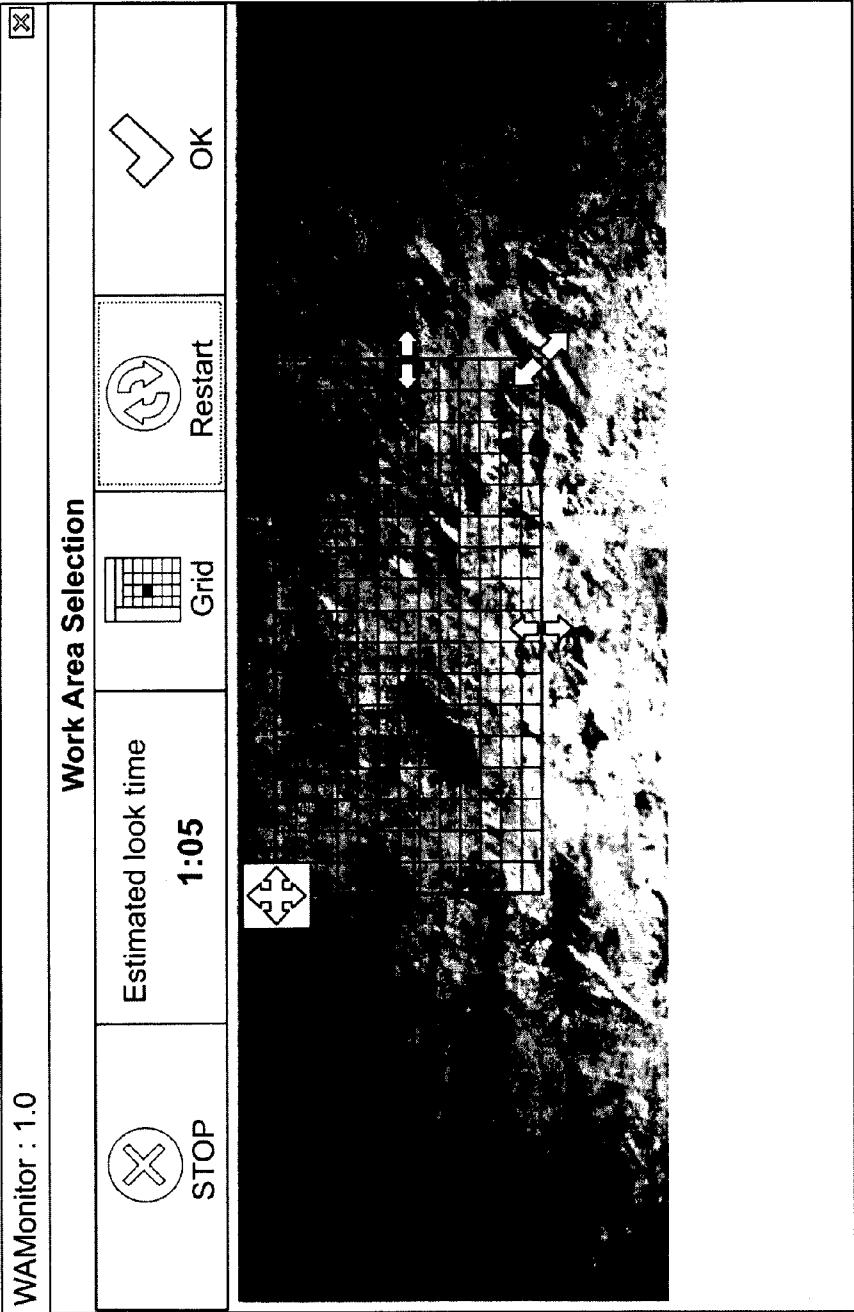 WAMonitor : 1.0
Work Area Selection
STOP
Estimated look time
1:05
Grid
Restart
OK